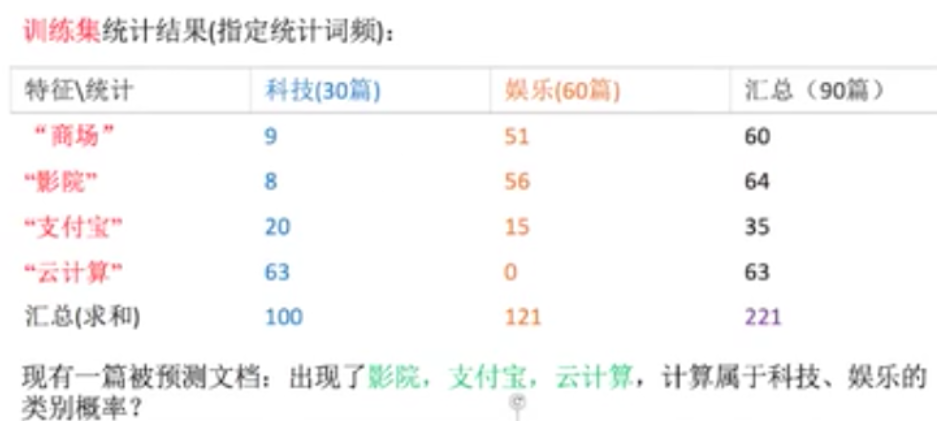 训练集统计结果(指定统计词频)：
特征\统计 科技(30篇) 娱乐(60篇) 汇总（90篇）
“商场” 9 51 60
“影院” 8 56 64
“支付宝” 20 15 35
“云计算” 63 0 63
汇总(求和) 100 121 221
现有一篇被预测文档：出现了影院，支付宝，云计算，计算属于科技、娱乐的
类别概率？